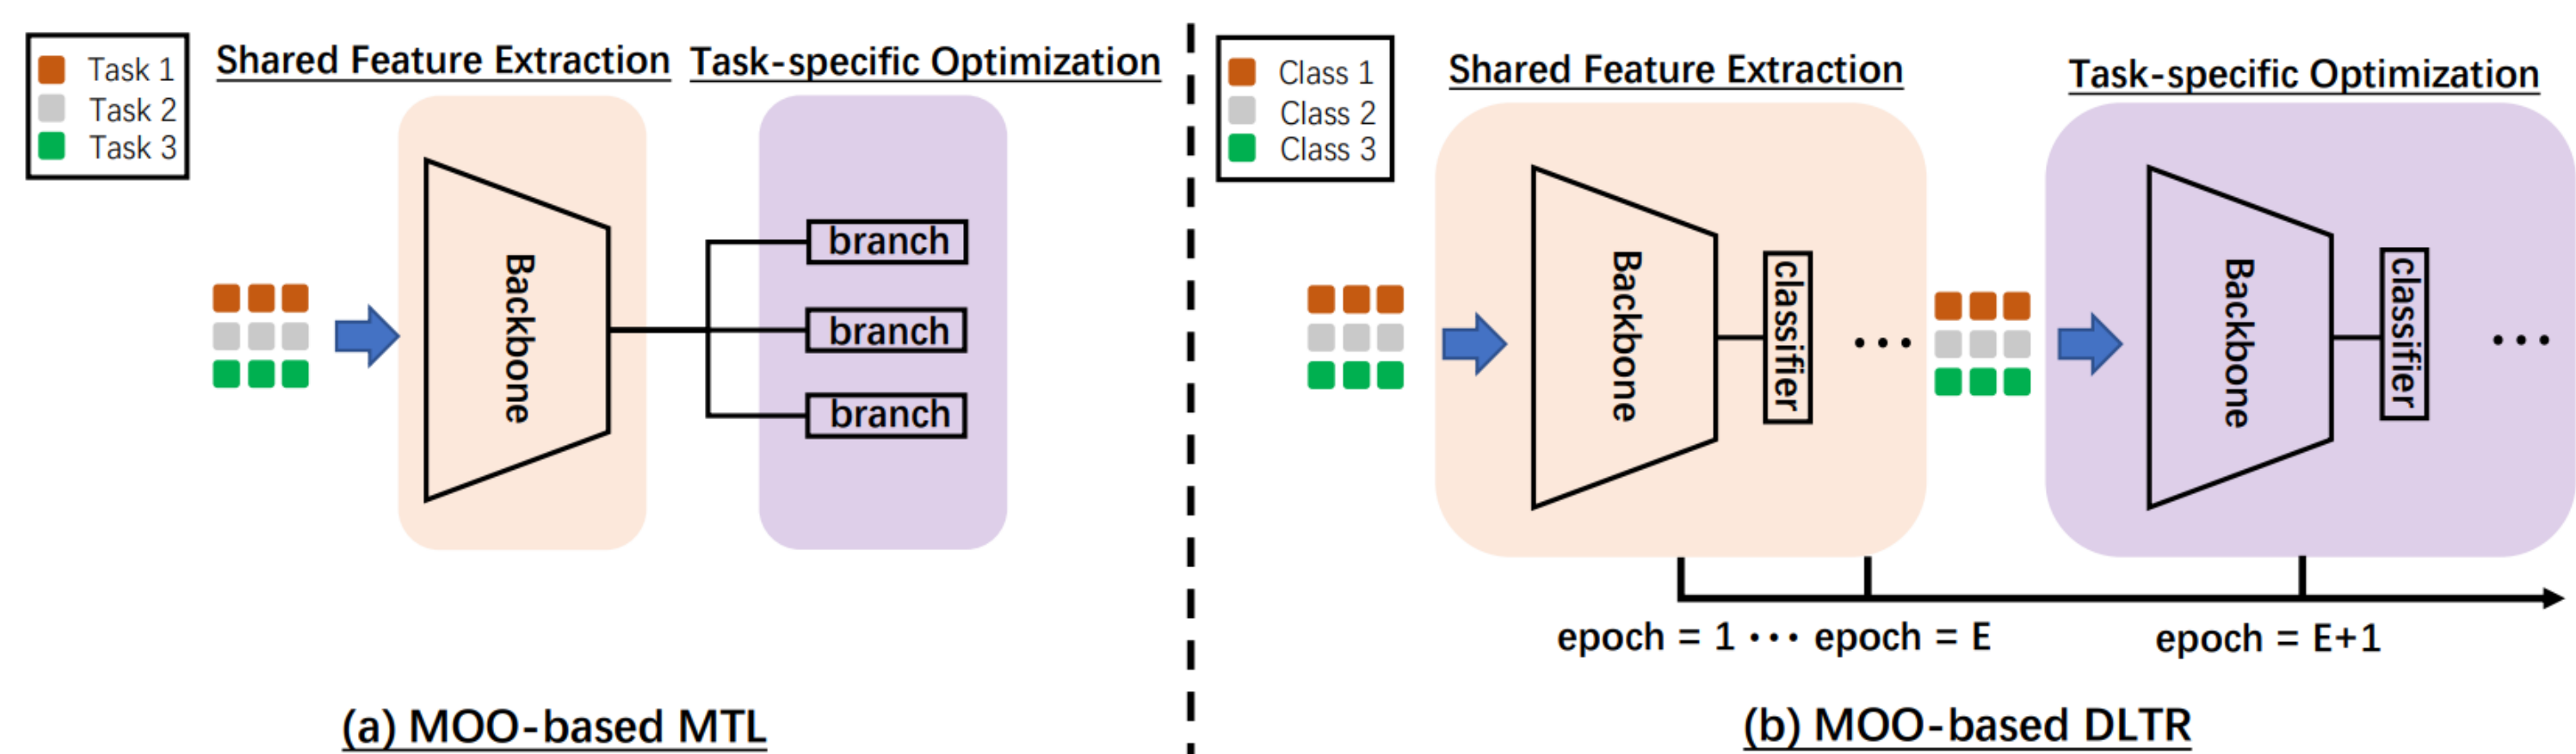 Task 1
Task 2
Task 3
Shared Feature Extraction
Task-specific Optimization
Backbone
branch
branch
branch
(a) MOO-based MTL
Class 1
Class 2
Class 3
Shared Feature Extraction
Task-specific Optimization
Backbone
classifier
...
Backbone
classifier
...
epoch = 1 ··· epoch = E
epoch = E+1
(b) MOO-based DLTR